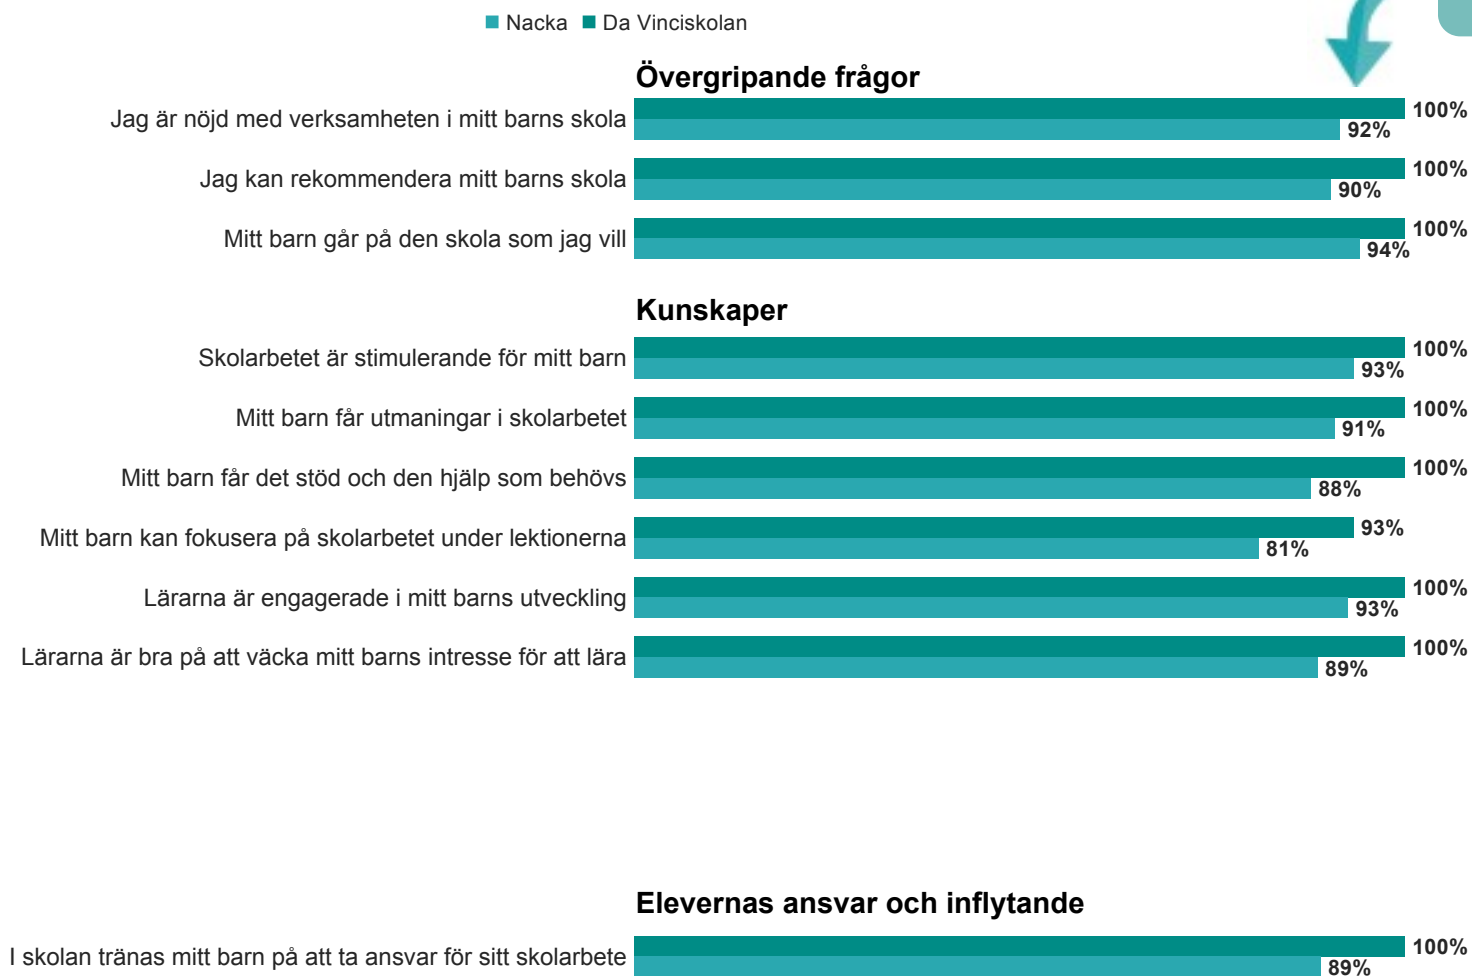 Nacka Da Vinciskolan
Övergripande frågor
Jag är nöjd med verksamheten i mitt barns skola 100%
92%
Jag kan rekommendera mitt barns skola 100%
90%
Mitt barn går på den skola som jag vill 100%
94%
Kunskaper
Skolarbetet är stimulerande för mitt barn 100%
93%
Mitt barn får utmaningar i skolarbetet 100%
91%
Mitt barn får det stöd och den hjälp som behövs 100%
88%
Mitt barn kan fokusera på skolarbetet under lektionerna 93%
81%
Lärarna är engagerade i mitt barns utveckling 100%
93%
Lärarna är bra på att väcka mitt barns intresse för att lära 100%
89%
Elevernas ansvar och inflytande
I skolan tränas mitt barn på att ta ansvar för sitt skolarbete 100%
89%